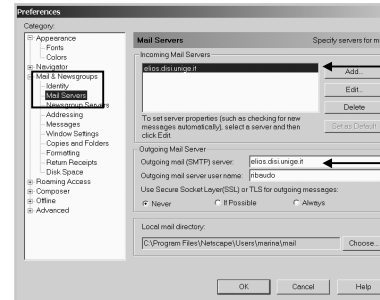 Preferences
Category:
Appearance
Fonts
Colors
Navigator
Mail & Newsgroups
Identity
Mail Servers
Newsgroup Servers
Addressing
Messages
Window Settings
Copies and Folders
Formatting
Return Receipts
Disk Space
Roaming Access
Composer
Offline
Advanced
Mail Servers
Specify servers for m
Incoming Mail Servers
elios.disi.unige.it
Add...
Edit...
Delete
Set as Default
To set server properties (such as checking for new
messages automatically), select a server and then
click Edit.
Outgoing Mail Server
Outgoing mail (SMTP) server: elios.disi.unige.it
Outgoing mail server user name: ribaudo
Use Secure Socket Layer(SSL) or TLS for outgoing messages:
Never If Possible Always
Local mail directory:
C:\Program Files\Netscape\Users\marina\mail Choose...
OK Cancel Help